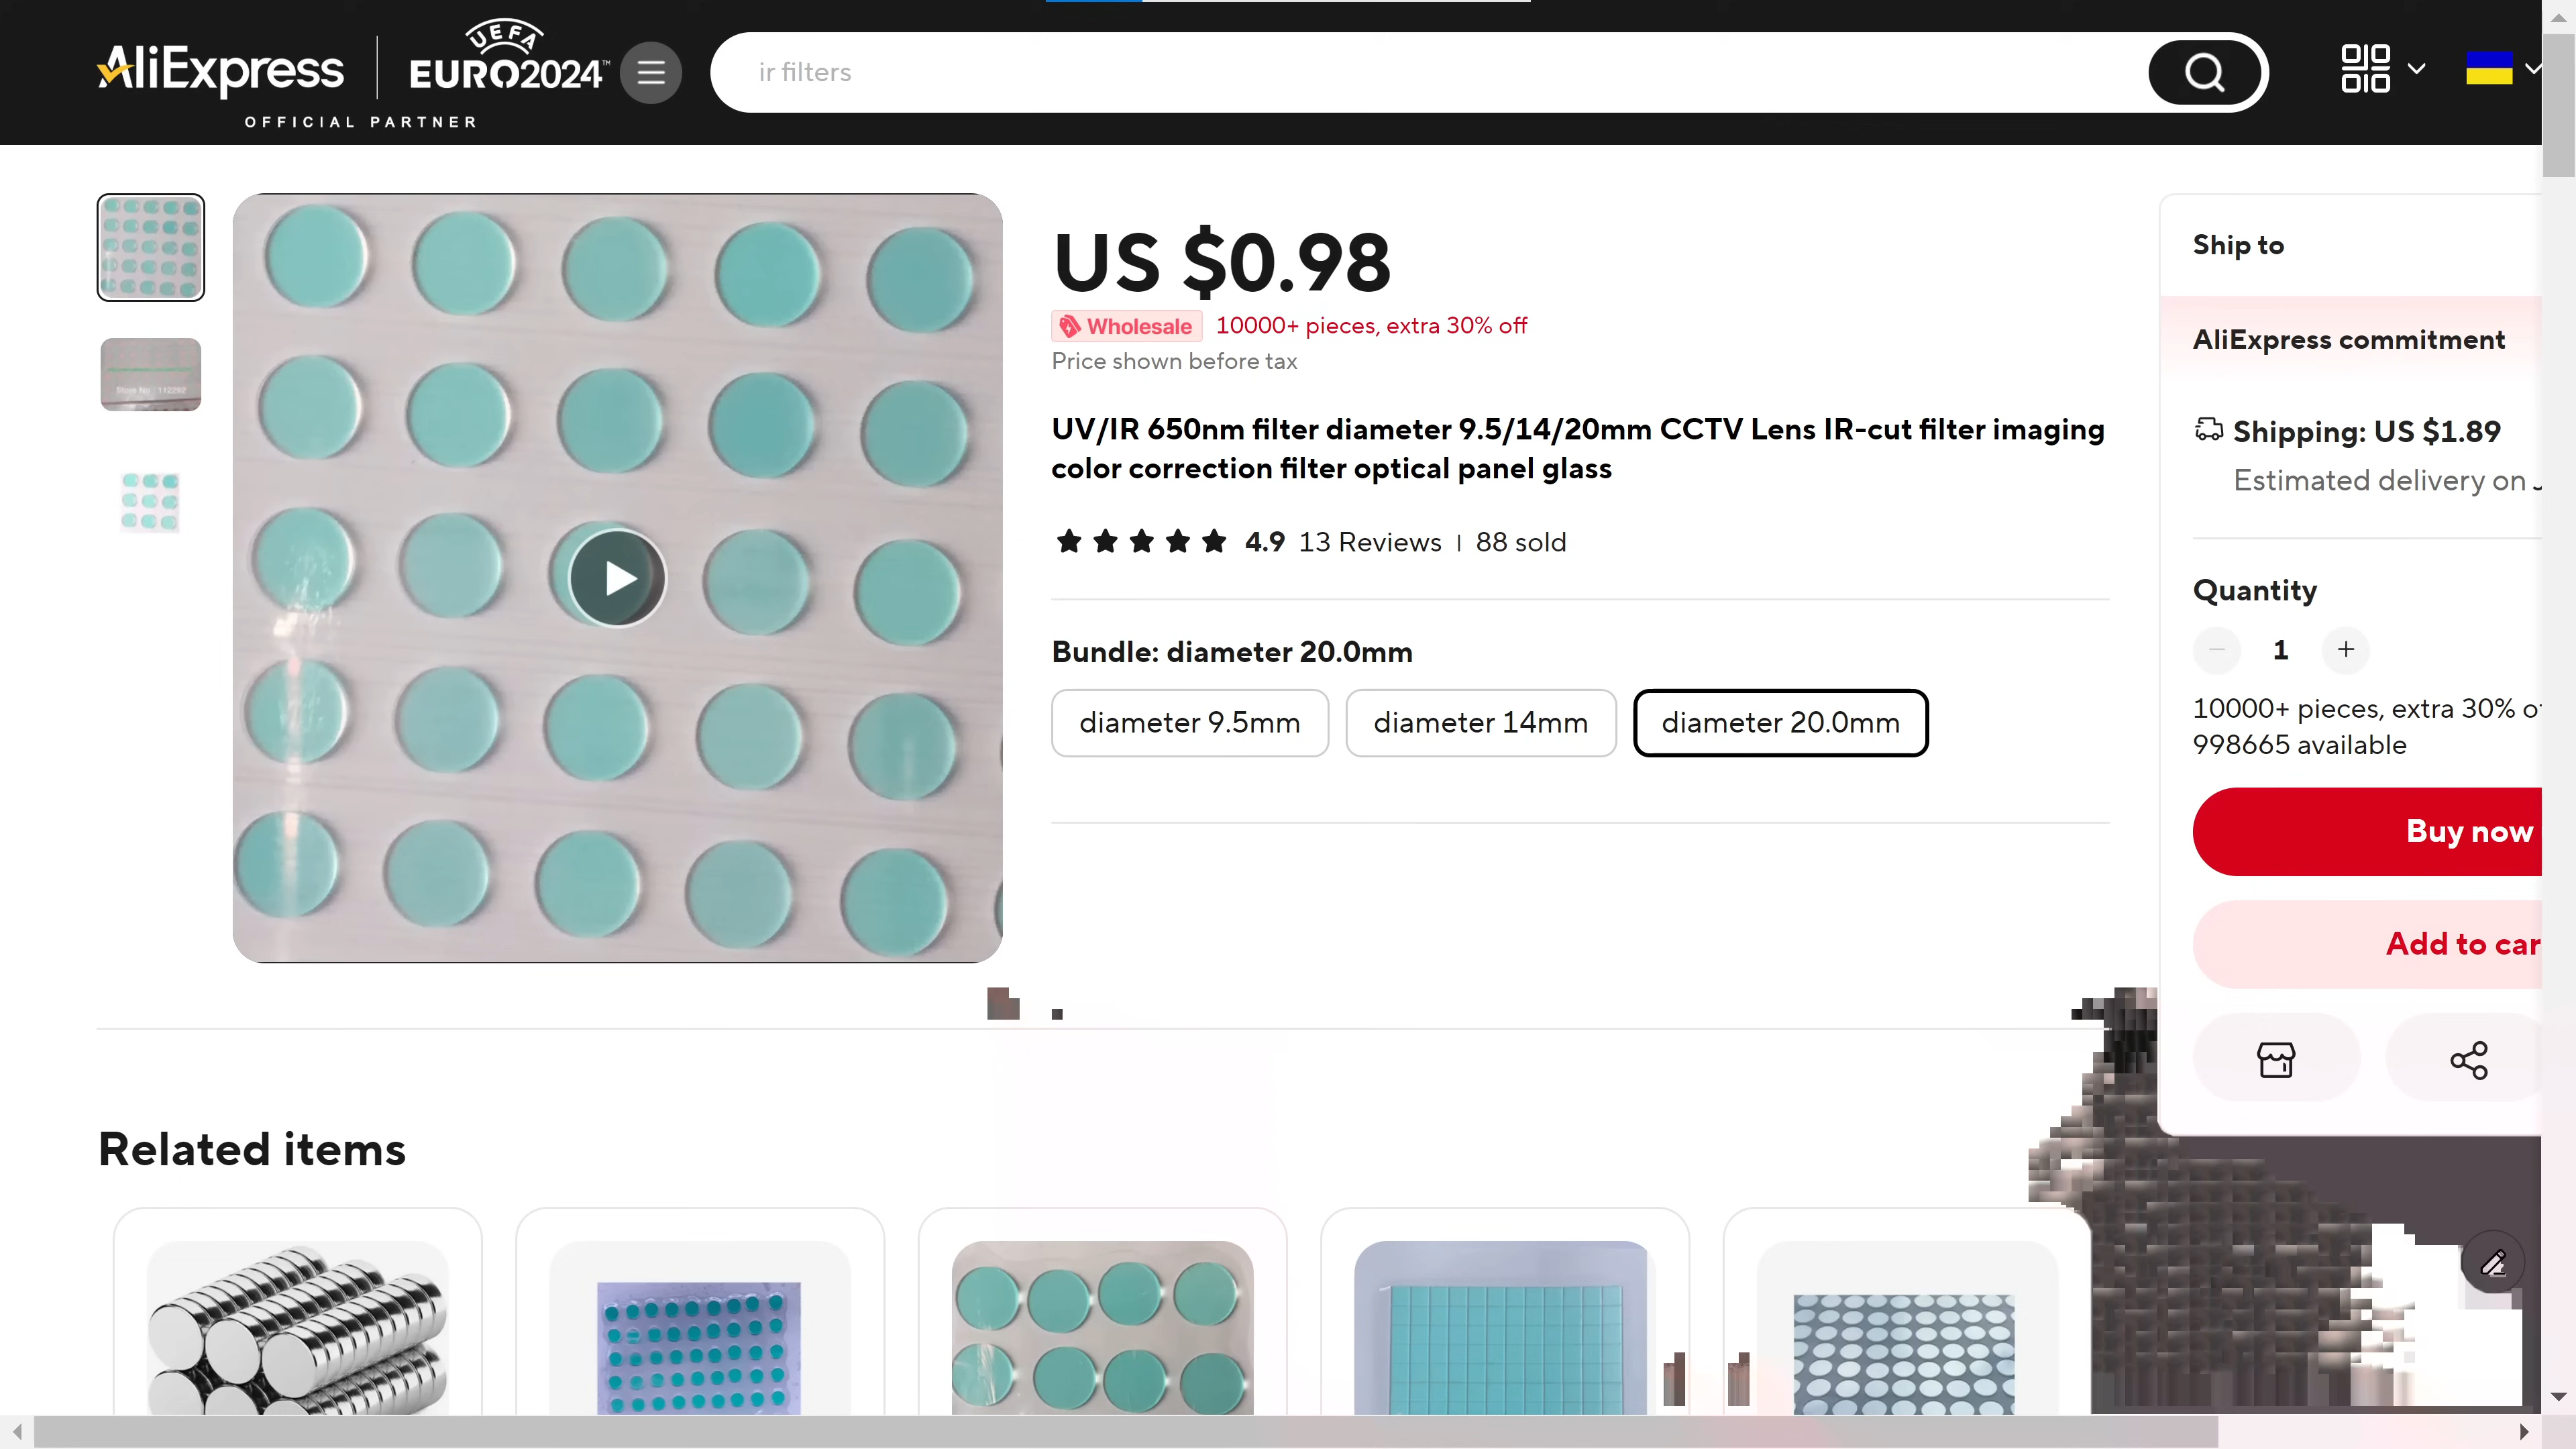 AliExpress
UEFA
EURO2024™
OFFICIAL PARTNER
ir filters
US $0.98
Wholesale 10000+ pieces, extra 30% off
Price shown before tax
UV/IR 650nm filter diameter 9.5/14/20mm CCTV Lens IR-cut filter imaging
color correction filter optical panel glass
4.9 13 Reviews | 88 sold
Bundle: diameter 20.0mm
diameter 9.5mm diameter 14mm diameter 20.0mm
Ship to
AliExpress commitment
Shipping: US $1.89
Estimated delivery on
Quantity
1
10000+ pieces, extra 30%
998665 available
Buy now
Add to
Store No : 112292
Related items